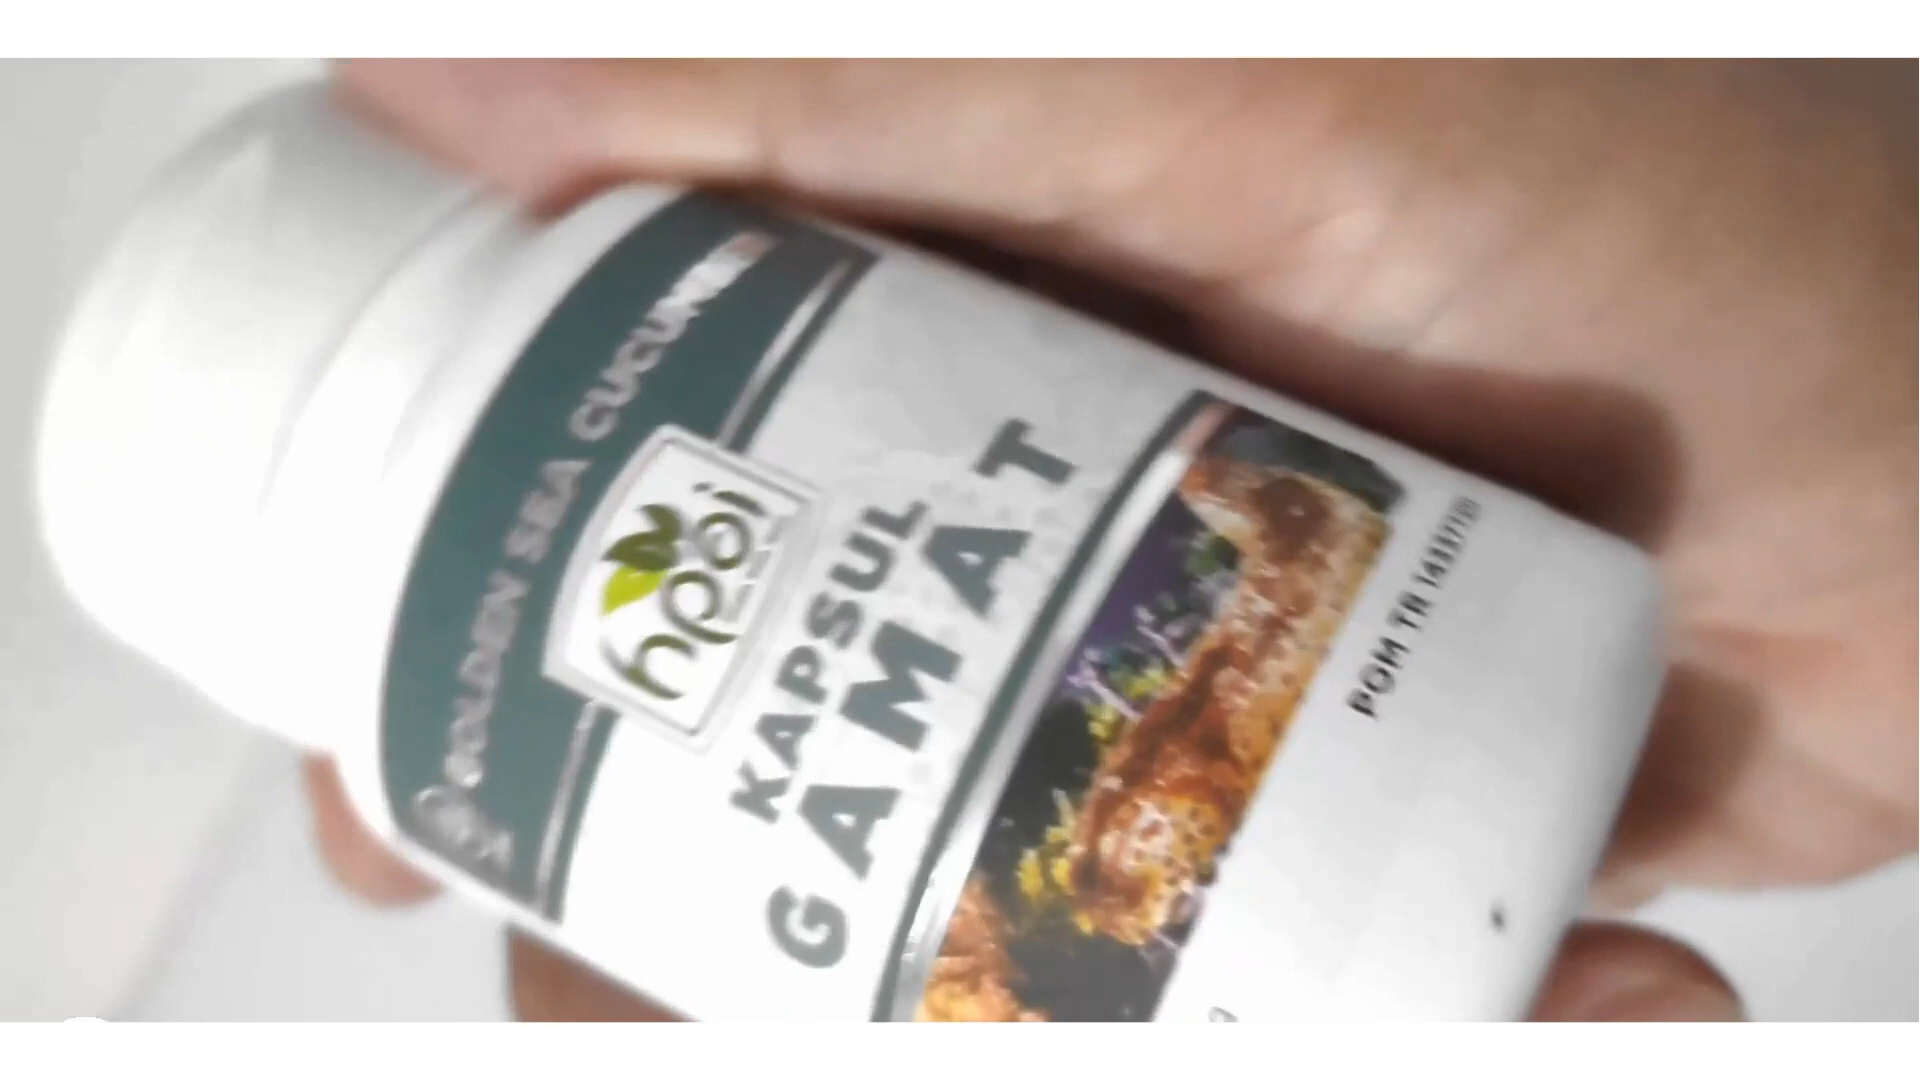 GOLDEN SEA CUCUMBER
hpai
KAPSUL
GAMAT
POM TR